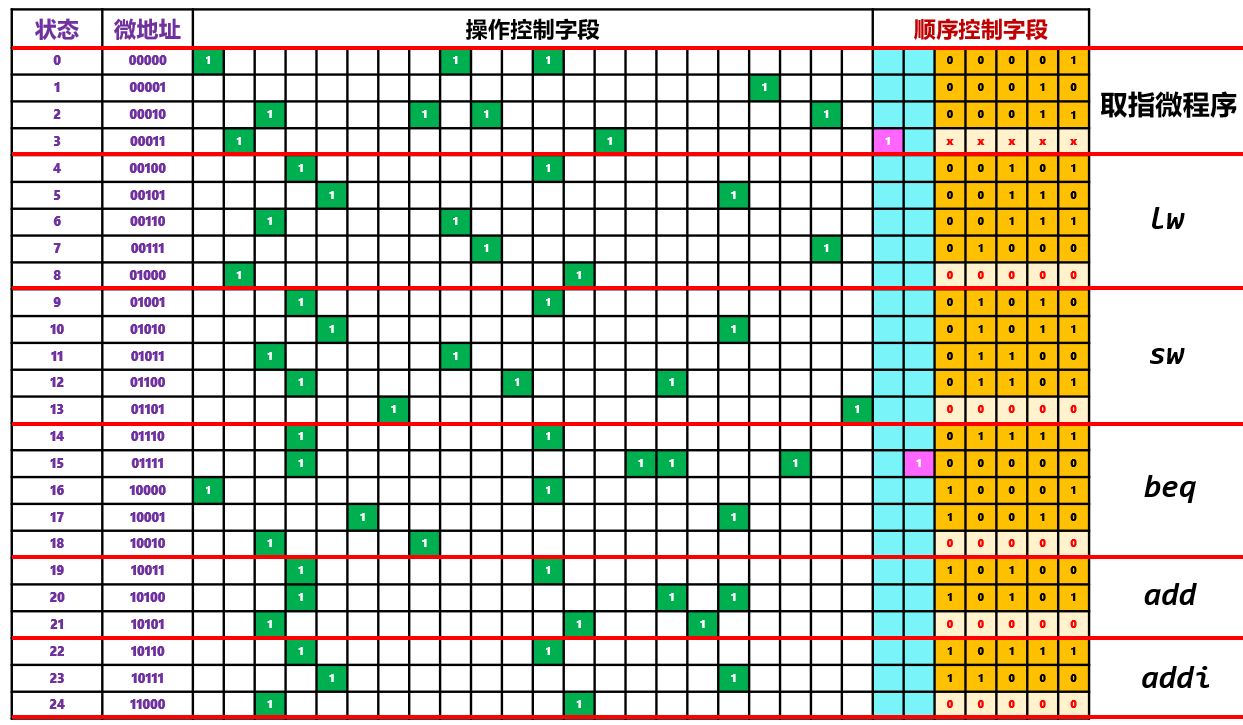 状态 微地址 操作控制字段 顺序控制字段
0 00000 1 1 1 0 0 0 0 1
1 00001 1 0 0 0 1 0
2 00010 1 1 1 1 0 0 0 1 1
取指微程序
3 00011 1 1 1 x x x x x
4 00100 1 1 0 0 1 0 1
5 00101 1 1 0 0 1 1 0
6 00110 1 1 0 0 1 1 1
lw
7 00111 1 1 0 1 0 0 0
8 01000 1 1 0 0 0 0 0
9 01001 1 1 0 1 0 1 0
10 01010 1 1 0 1 0 1 1
11 01011 1 1 0 1 1 0 0
sw
12 01100 1 1 1 0 1 1 0 1
13 01101 1 1 0 0 0 0 0
14 01110 1 1 0 1 1 1 1
15 01111 1 1 1 1 1 0 0 0 0 0
16 10000 1 1 1 0 0 0 1
beq
17 10001 1 1 1 0 0 1 0
18 10010 1 1 0 0 0 0 0
19 10011 1 1 1 0 1 0 0
20 10100 1 1 1 1 0 1 0 1
add
21 10101 1 1 1 0 0 0 0 0
22 10110 1 1 1 0 1 1 1
23 10111 1 1 1 1 0 0 0
addi
24 11000 1 1 0 0 0 0 0